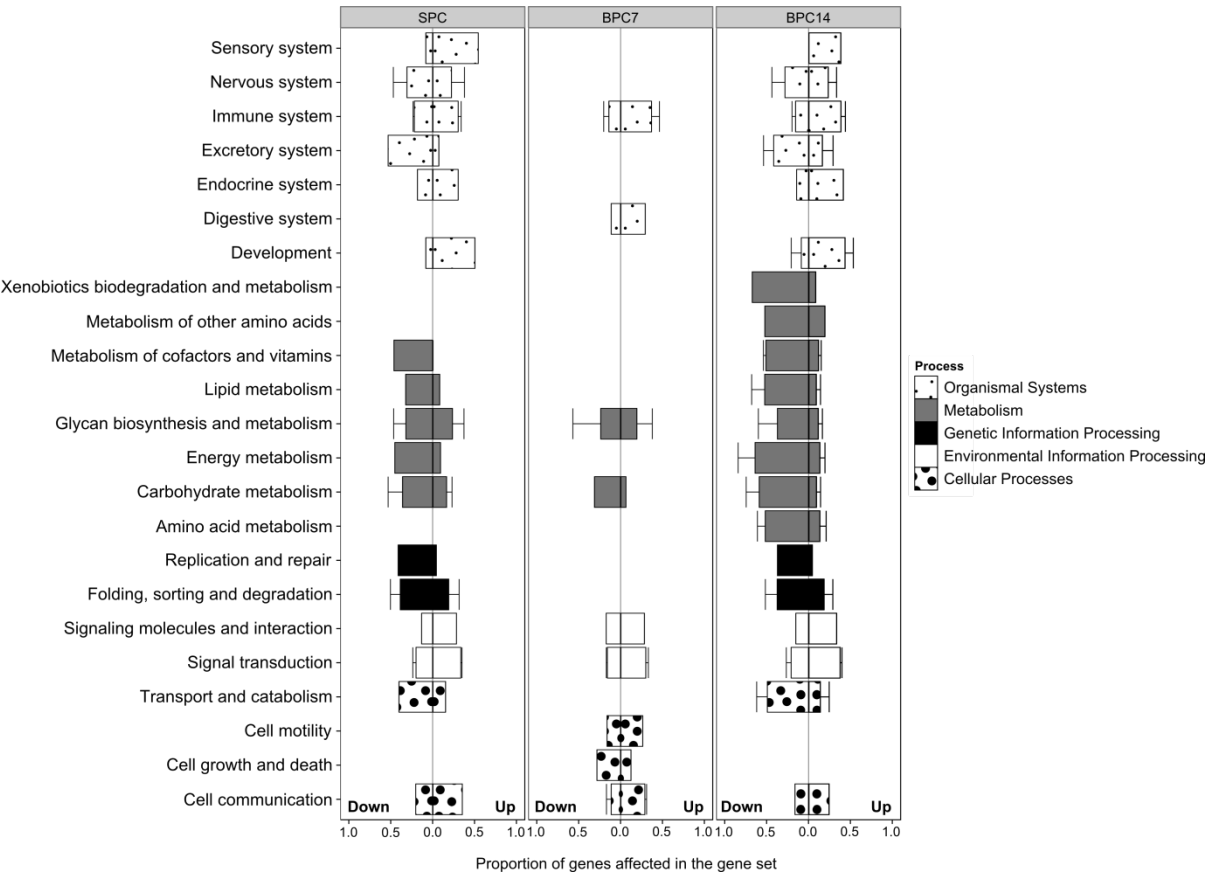 SPC BPC7 BPC14
Sensory system
Nervous system
Immune system
Excretory system
Endocrine system
Digestive system
Development
Xenobiotics biodegradation and metabolism
Metabolism of other amino acids
Metabolism of cofactors and vitamins
Lipid metabolism
Glycan biosynthesis and metabolism
Energy metabolism
Carbohydrate metabolism
Amino acid metabolism
Replication and repair
Folding, sorting and degradation
Signaling molecules and interaction
Signal transduction
Transport and catabolism
Cell motility
Cell growth and death
Cell communication
Down Up Down Up Down Up
1.0 0.5 0.0 0.5 1.0 1.0 0.5 0.0 0.5 1.0 1.0 0.5 0.0 0.5 1.0
Proportion of genes affected in the gene set
Process
Organismal Systems
Metabolism
Genetic Information Processing
Environmental Information Processing
Cellular Processes